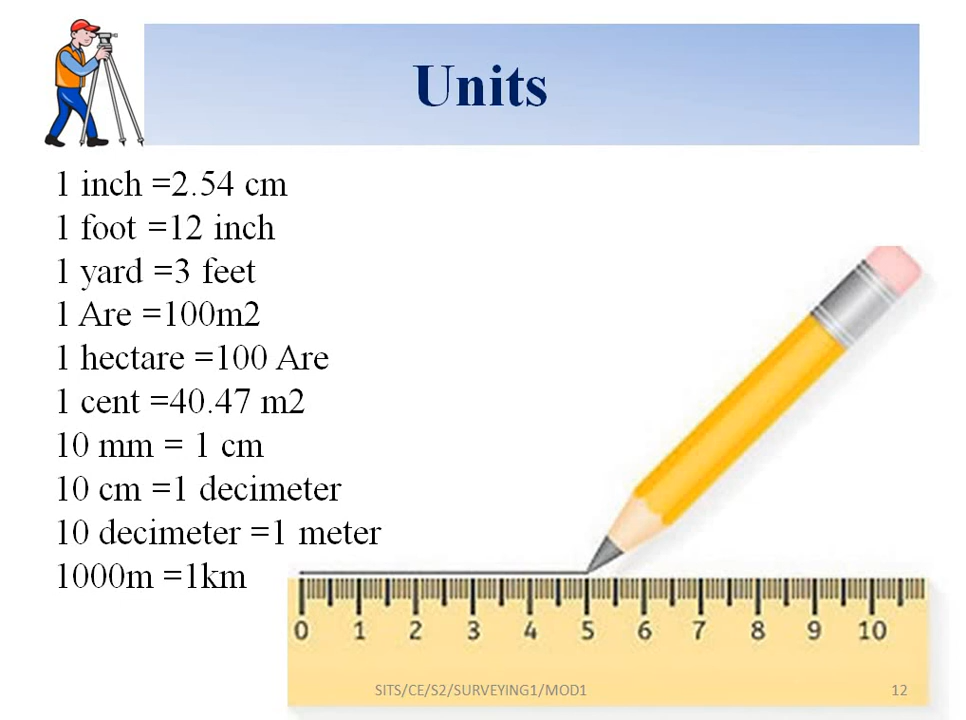 Units
1 inch =2.54 cm
1 foot =12 inch
1 yard =3 feet
1 Are =100m2
1 hectare =100 Are
1 cent =40.47 m2
10 mm = 1 cm
10 cm =1 decimeter
10 decimeter =1 meter
1000m =1km
0 1 2 3 4 5 6 7 8 9 10
SITS/CE/S2/SURVEYING1/MOD1 12